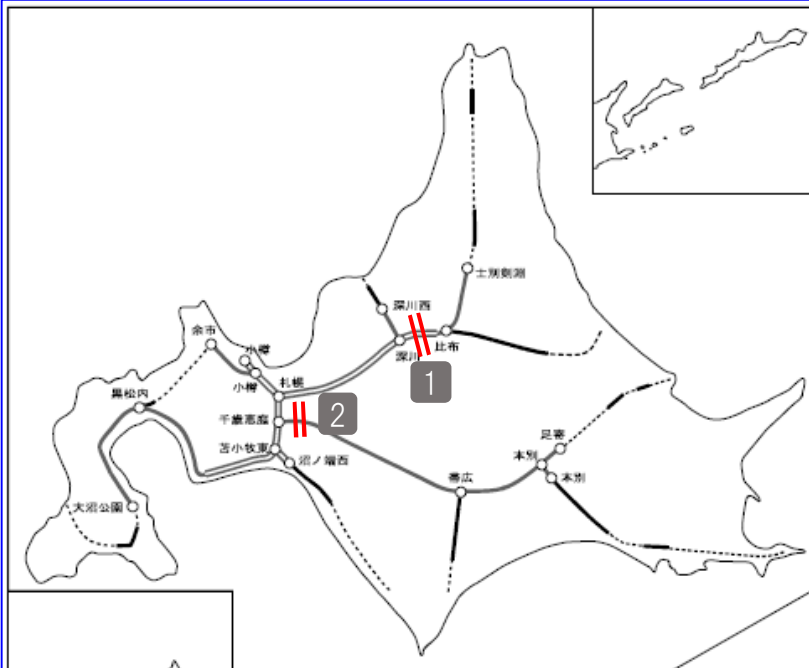 士別剣淵
深川西
余市
小樽
深川
比布
小樽
札幌
1
黒松内
千歳恵庭
2
足寄
苫小牧東
沼ノ端西
本別
帯広
本別
大沼公園